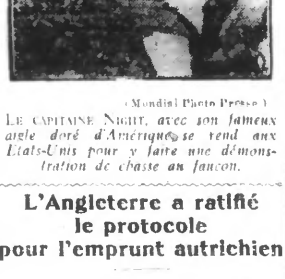 (Mondial Photo Presse)
LE CAPITAINE NIGHT, avec son fameux
aigle doré d'Amérique se rend aux
Etats-Unis pour y faire une démons-
tration de chasse au faucon.
L'Angleterre a ratifié
le protocole
pour l'emprunt autrichien